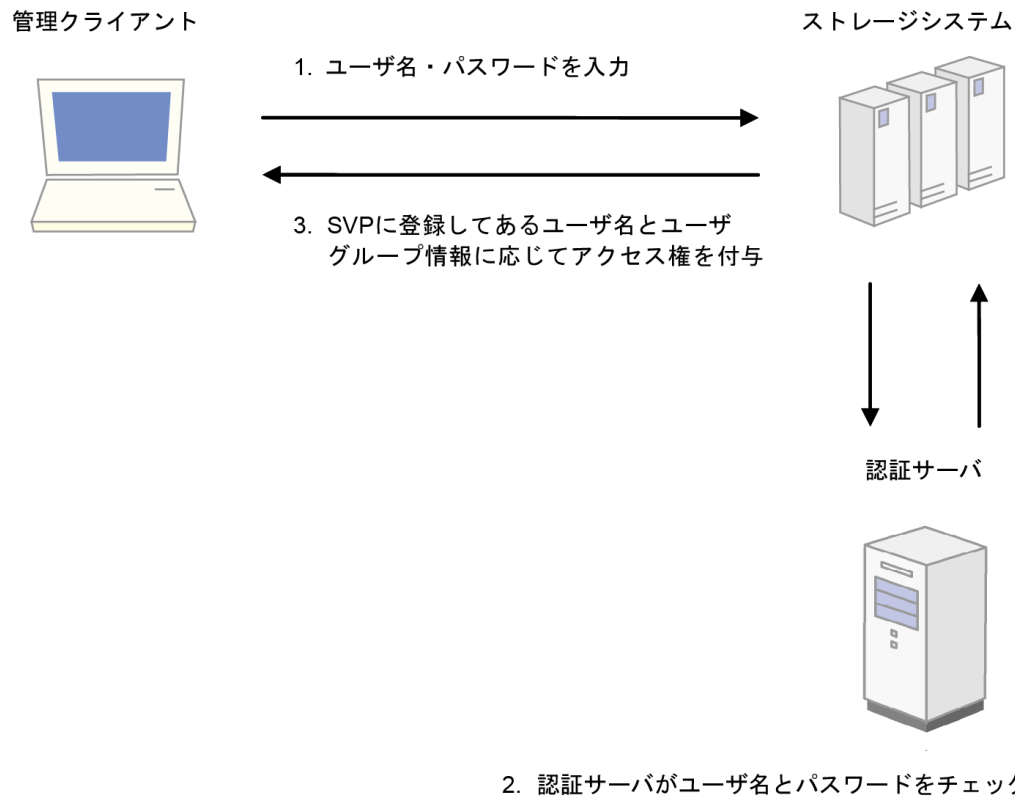 管理クライアント
ストレージシステム
1. ユーザ名・パスワードを入力
3. SVPに登録してあるユーザ名とユーザ
グループ情報に応じてアクセス権を付与
認証サーバ
2. 認証サーバがユーザ名とパスワードをチェック